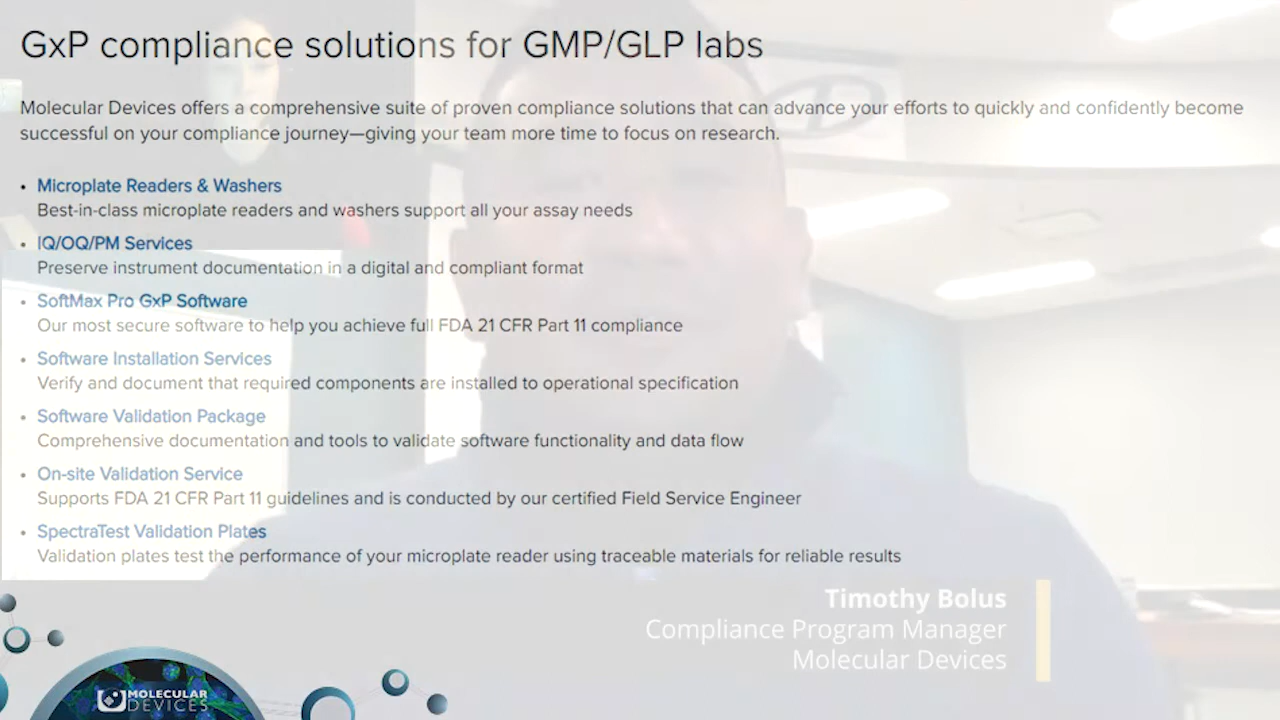 GxP compliance solutions for GMP/GLP labs
Molecular Devices offers a comprehensive suite of proven compliance solutions that can advance your efforts to quickly and confidently become
successful on your compliance journey—giving your team more time to focus on research.
• Microplate Readers & Washers
Best-in-class microplate readers and washers support all your assay needs
• IQ/OQ/PM Services
Preserve instrument documentation in a digital and compliant format
• SoftMax Pro GxP Software
Our most secure software to help you achieve full FDA 21 CFR Part 11 compliance
• Software Installation Services
Verify and document that required components are installed to operational specification
• Software Validation Package
Comprehensive documentation and tools to validate software functionality and data flow
• On-site Validation Service
Supports FDA 21 CFR Part 11 guidelines and is conducted by our certified Field Service Engineer
• SpectraTest Validation Plates
Validation plates test the performance of your microplate reader using traceable materials for reliable results
Timothy Bolus
Compliance Program Manager
Molecular Devices
MOLECULAR
DEVICES